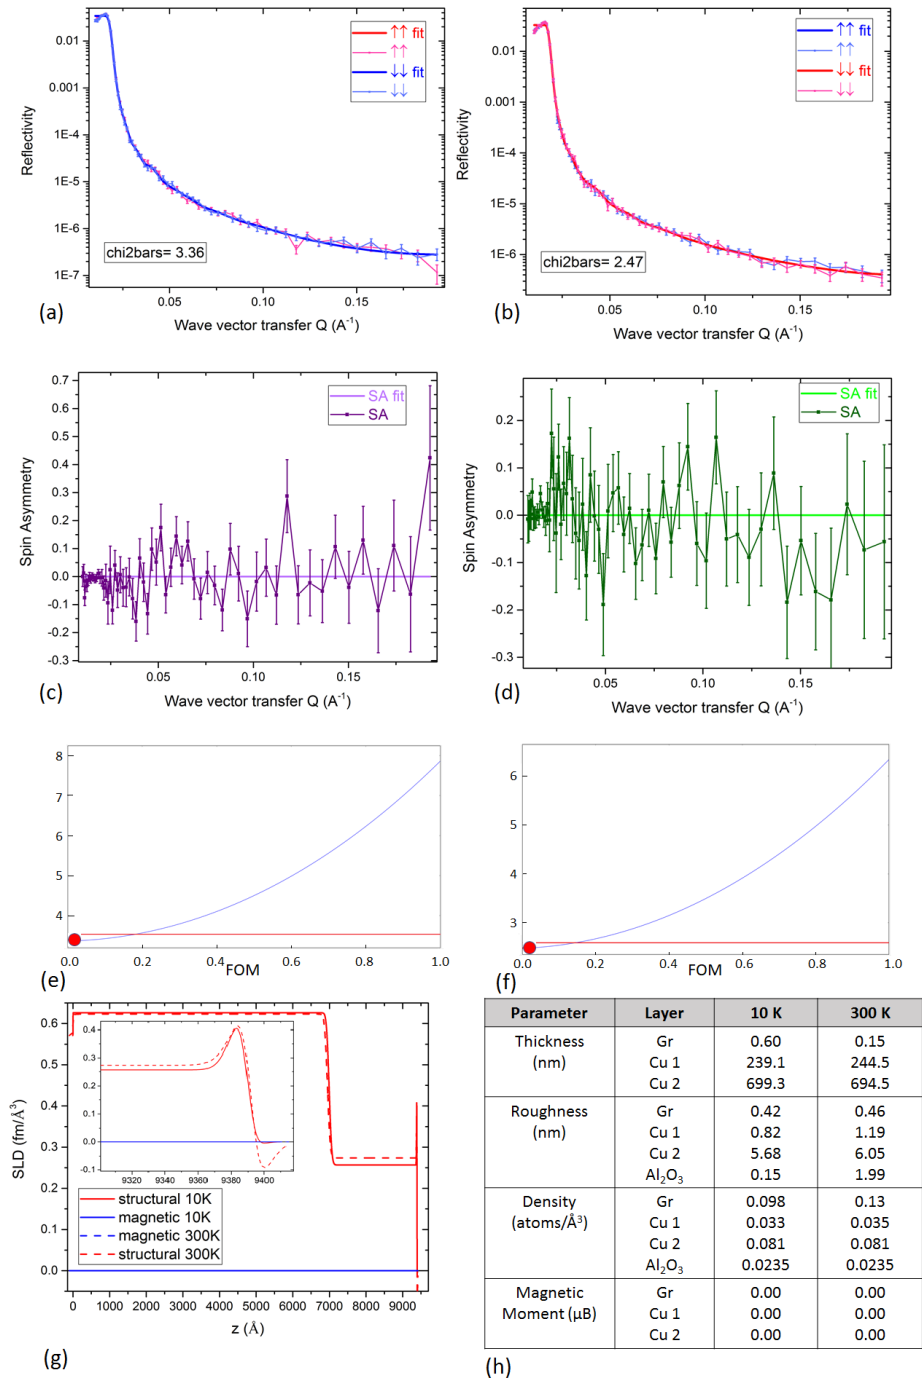 0.01
0.001
1E-4
1E-5
1E-6
1E-7
Reflectivity
↑↑ fit
↑↑
↓↓ fit
↓↓
chi2bars= 3.36
0.05
0.10
0.15
(a)
Wave vector transfer Q (A⁻¹)
0.01
0.001
1E-4
1E-5
1E-6
Reflectivity
↑↑ fit
↑↑
↓↓ fit
↓↓
chi2bars= 2.47
0.05
0.10
0.15
(b)
Wave vector transfer Q (A⁻¹)
0.7
0.6
0.5
0.4
0.3
0.2
0.1
0.0
-0.1
-0.2
-0.3
Spin Asymmetry
SA fit
SA
0.05
0.10
0.15
(c)
Wave vector transfer Q (A⁻¹)
0.2
0.1
0.0
-0.1
-0.2
-0.3
Spin Asymmetry
SA fit
SA
0.05
0.10
0.15
(d)
Wave vector transfer Q (A⁻¹)
8
7
6
5
4
0.0 0.2 0.4 0.6 0.8 1.0
(e)
FOM
6
5
4
3
0.0 0.2 0.4 0.6 0.8 1.0
(f)
FOM
0.6
0.5
0.4
0.3
0.2
0.1
0.0
SLD (fm/Å³)
0.4
0.3
0.2
0.1
0.0
-0.1
9320 9340 9360 9380 9400
structural 10K
magnetic 10K
magnetic 300K
structural 300K
0 1000 2000 3000 4000 5000 6000 7000 8000 9000
z (Å)
(g)
Parameter Layer 10 K 300 K
Thickness Gr 0.60 0.15
(nm) Cu 1 239.1 244.5
Cu 2 699.3 694.5
Roughness Gr 0.42 0.46
(nm) Cu 1 0.82 1.19
Cu 2 5.68 6.05
Al₂O₃ 0.15 1.99
Density Gr 0.098 0.13
(atoms/Å³) Cu 1 0.033 0.035
Cu 2 0.081 0.081
Al₂O₃ 0.0235 0.0235
Magnetic Gr 0.00 0.00
Moment (μB) Cu 1 0.00 0.00
Cu 2 0.00 0.00
(h)